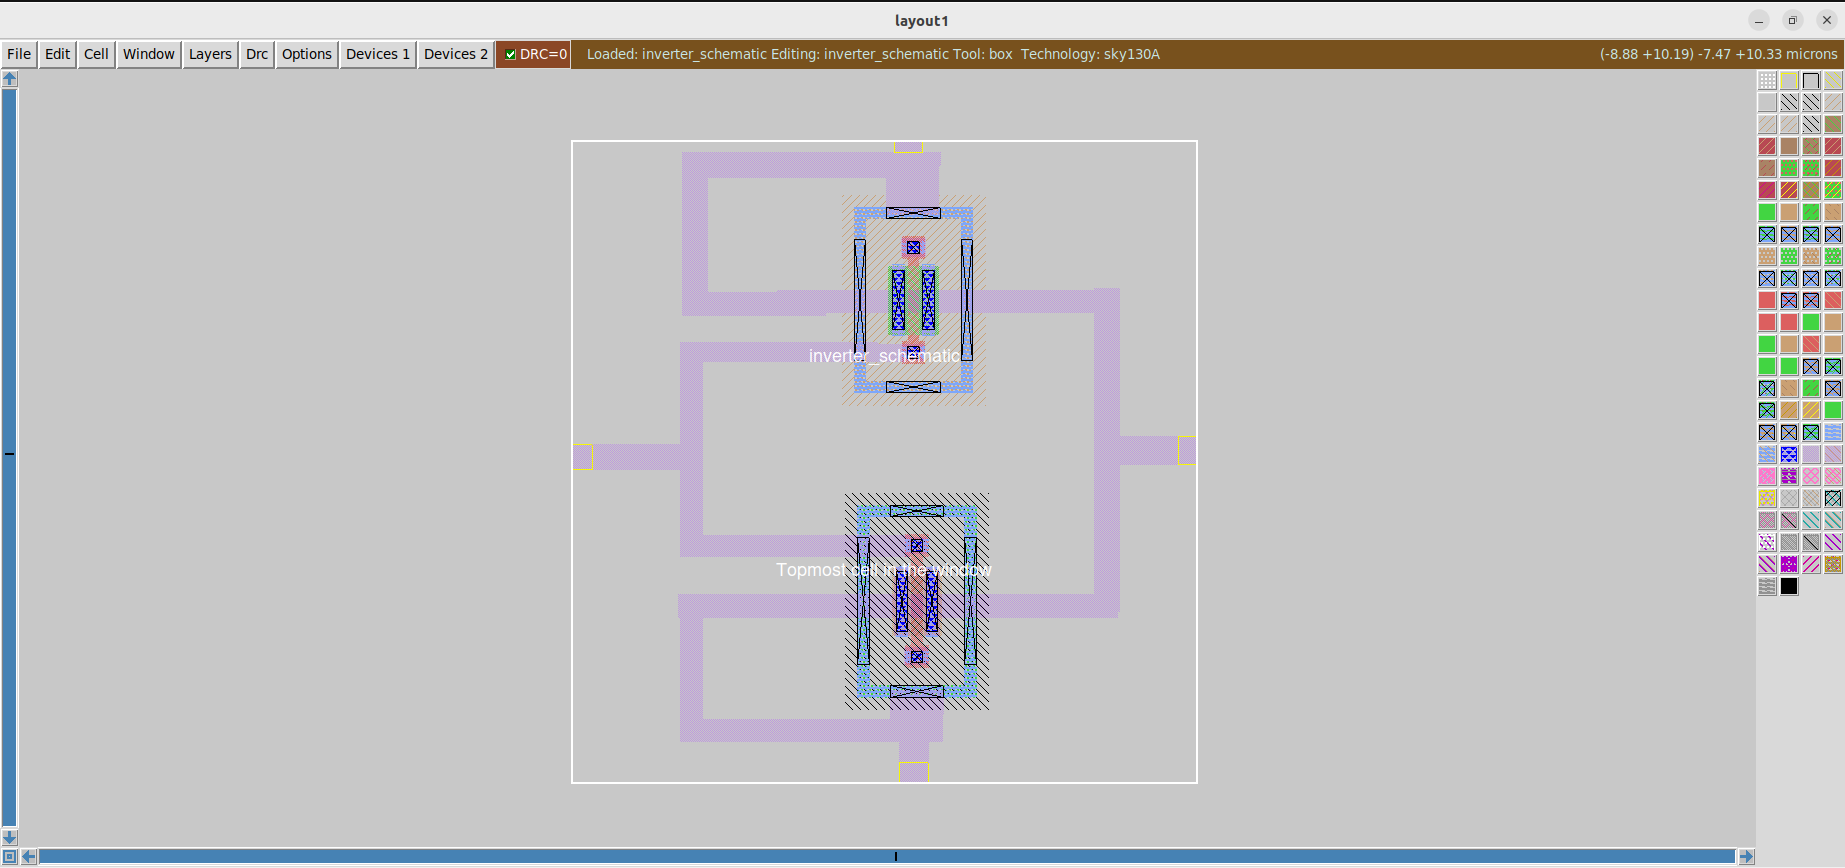 layout1
File Edit Cell Window Layers Drc Options Devices 1 Devices 2 DRC=0 Loaded: inverter_schematic Editing: inverter_schematic Tool: box Technology: sky130A (-8.88 +10.19) -7.47 +10.33 microns
inverter_schematic
Topmost cell in the window